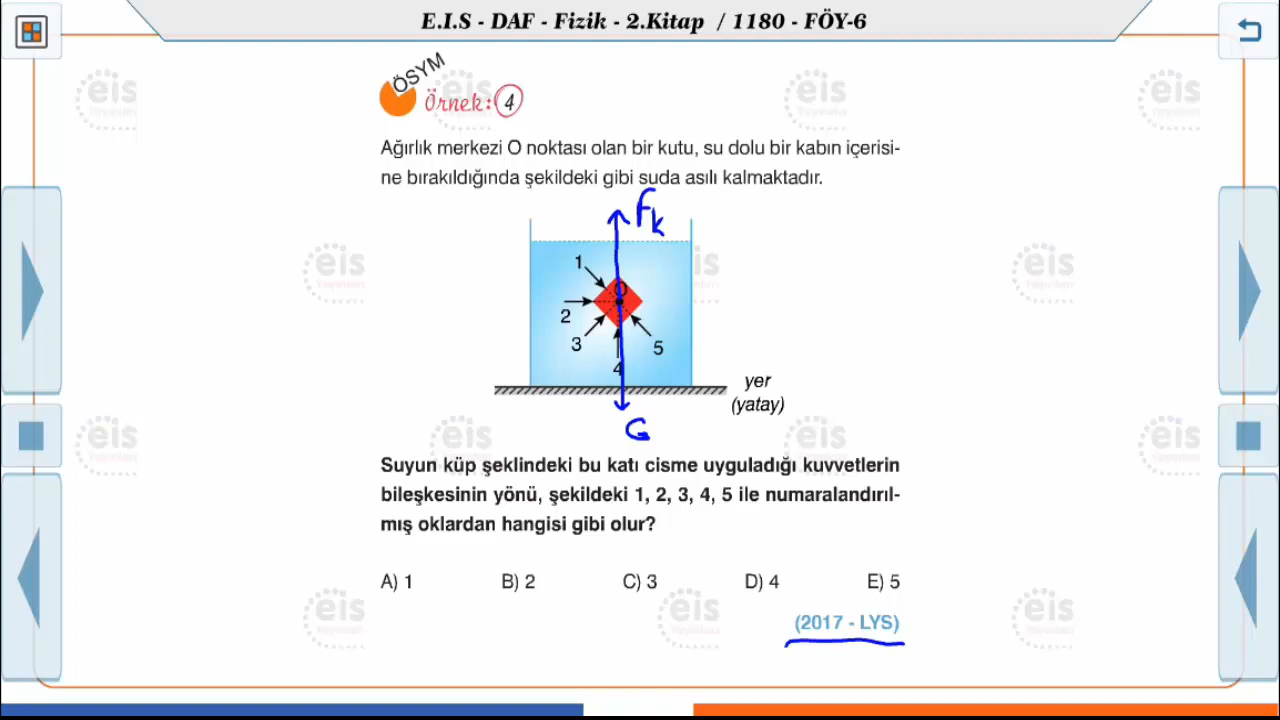 E.I.S - DAF - Fizik - 2.Kitap / 1180 - FÖY-6
ÖSYM
Örnek: 4
Ağırlık merkezi O noktası olan bir kutu, su dolu bir kabın içerisi-
ne bırakıldığında şekildeki gibi suda asılı kalmaktadır.
Fk
1
O
2
3
5
4
yer
(yatay)
G
Suyun küp şeklindeki bu katı cisme uyguladığı kuvvetlerin
bileşkesinin yönü, şekildeki 1, 2, 3, 4, 5 ile numaralandırıl-
mış oklardan hangisi gibi olur?
A) 1 B) 2 C) 3 D) 4 E) 5
(2017 - LYS)
eis
Yayınları